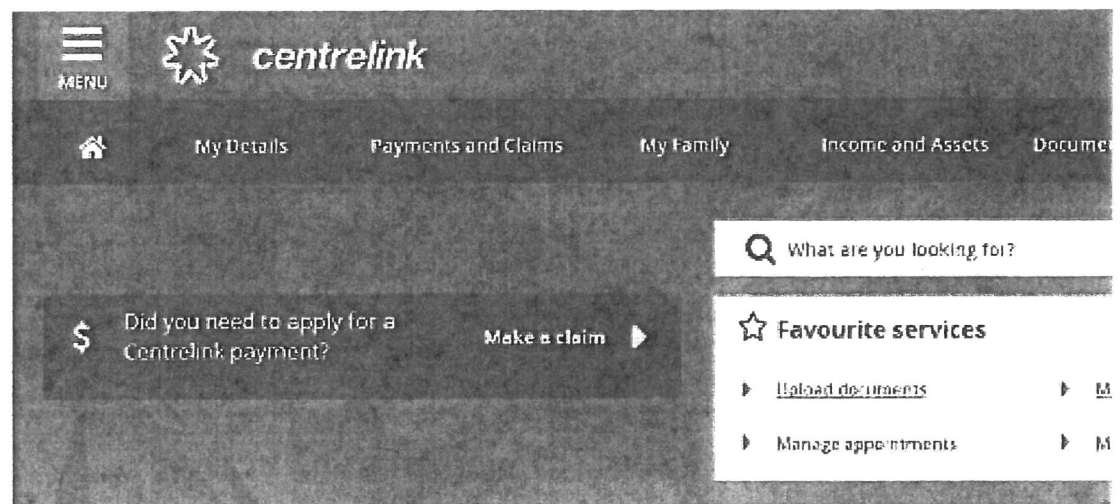 MENU
centrelink
My Details Payments and Claims My Family Income and Assets Documen
What are you looking for?
Did you need to apply for a
Centrelink payment?
Make a claim
Favourite services
Upload documents M
Manage appointments M